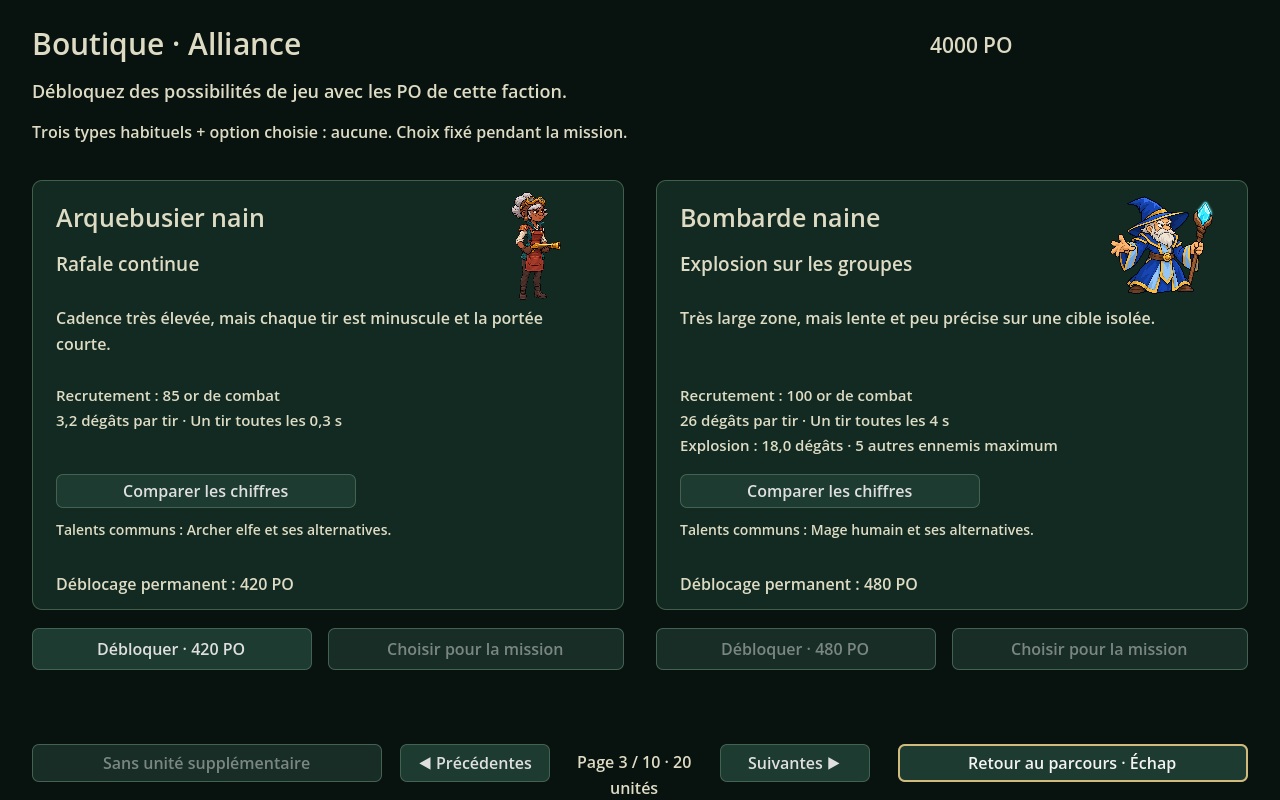 Boutique · Alliance
4000 PO
Débloquez des possibilités de jeu avec les PO de cette faction.
Trois types habituels + option choisie : aucune. Choix fixé pendant la mission.
Arquebusier nain
Rafale continue
Cadence très élevée, mais chaque tir est minuscule et la portée
courte.
Recrutement : 85 or de combat
3,2 dégâts par tir · Un tir toutes les 0,3 s
Comparer les chiffres
Talents communs : Archer elfe et ses alternatives.
Déblocage permanent : 420 PO
Débloquer · 420 PO
Choisir pour la mission
Bombarde naine
Explosion sur les groupes
Très large zone, mais lente et peu précise sur une cible isolée.
Recrutement : 100 or de combat
26 dégâts par tir · Un tir toutes les 4 s
Explosion : 18,0 dégâts · 5 autres ennemis maximum
Comparer les chiffres
Talents communs : Mage humain et ses alternatives.
Déblocage permanent : 480 PO
Débloquer · 480 PO
Choisir pour la mission
Sans unité supplémentaire
◀ Précédentes
Page 3 / 10 · 20
unités
Suivantes ▶
Retour au parcours · Échap